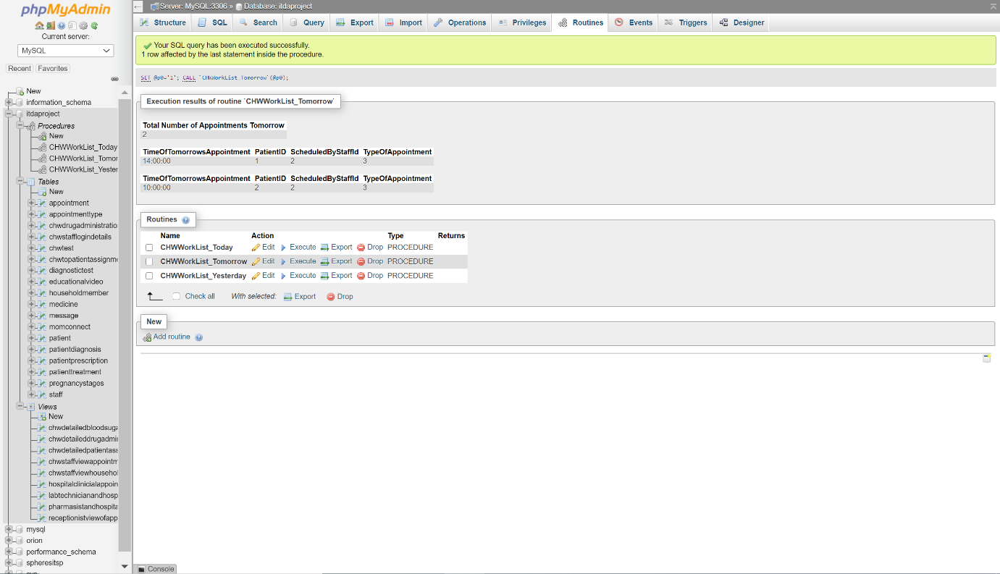 phpMyAdmin
Current server:
MySQL
Recent Favorites
New
information_schema
itdaproject
Procedures
New
CHWWorkList_Today
CHWWorkList_Tomor
CHWWorkList_Yester
Tables
New
appointment
appointmenttype
chwdrugadministratio
chwstafflogindetails
chwtest
chwtopatientassignme
diagnostictest
educationalvideo
householdmember
medicine
message
momconnect
patient
patientdiagnosis
patientprescription
patienttreatment
pregnancystages
staff
Views
New
chwdetailedbloodsuga
chwdetaileddrugadmi
chwdetailedpatientass
chwstaffviewappointm
chwstaffviewhousehol
hospitalclinicialappoin
labtechnicianandhosp
pharmasistandhospita
receptionistviewofapp
mysql
orion
performance_schema
spheresitsp
Server: MySQL:3306 » Database: itdaproject
Structure SQL Search Query Export Import Operations Privileges Routines Events Triggers Designer
Your SQL query has been executed successfully.
1 row affected by the last statement inside the procedure.
SET @p0='1'; CALL `CHWWorkList_Tomorrow`(@p0);
Execution results of routine `CHWWorkList_Tomorrow`
Total Number of Appointments Tomorrow
2
TimeOfTomorrowsAppointment PatientID ScheduledByStaffId TypeOfAppointment
14:00:00 1 2 3
TimeOfTomorrowsAppointment PatientID ScheduledByStaffId TypeOfAppointment
10:00:00 2 2 3
Routines
Name Action Type Returns
CHWWorkList_Today Edit Execute Export Drop PROCEDURE
CHWWorkList_Tomorrow Edit Execute Export Drop PROCEDURE
CHWWorkList_Yesterday Edit Execute Export Drop PROCEDURE
Check all With selected: Export Drop
New
Add routine
Console